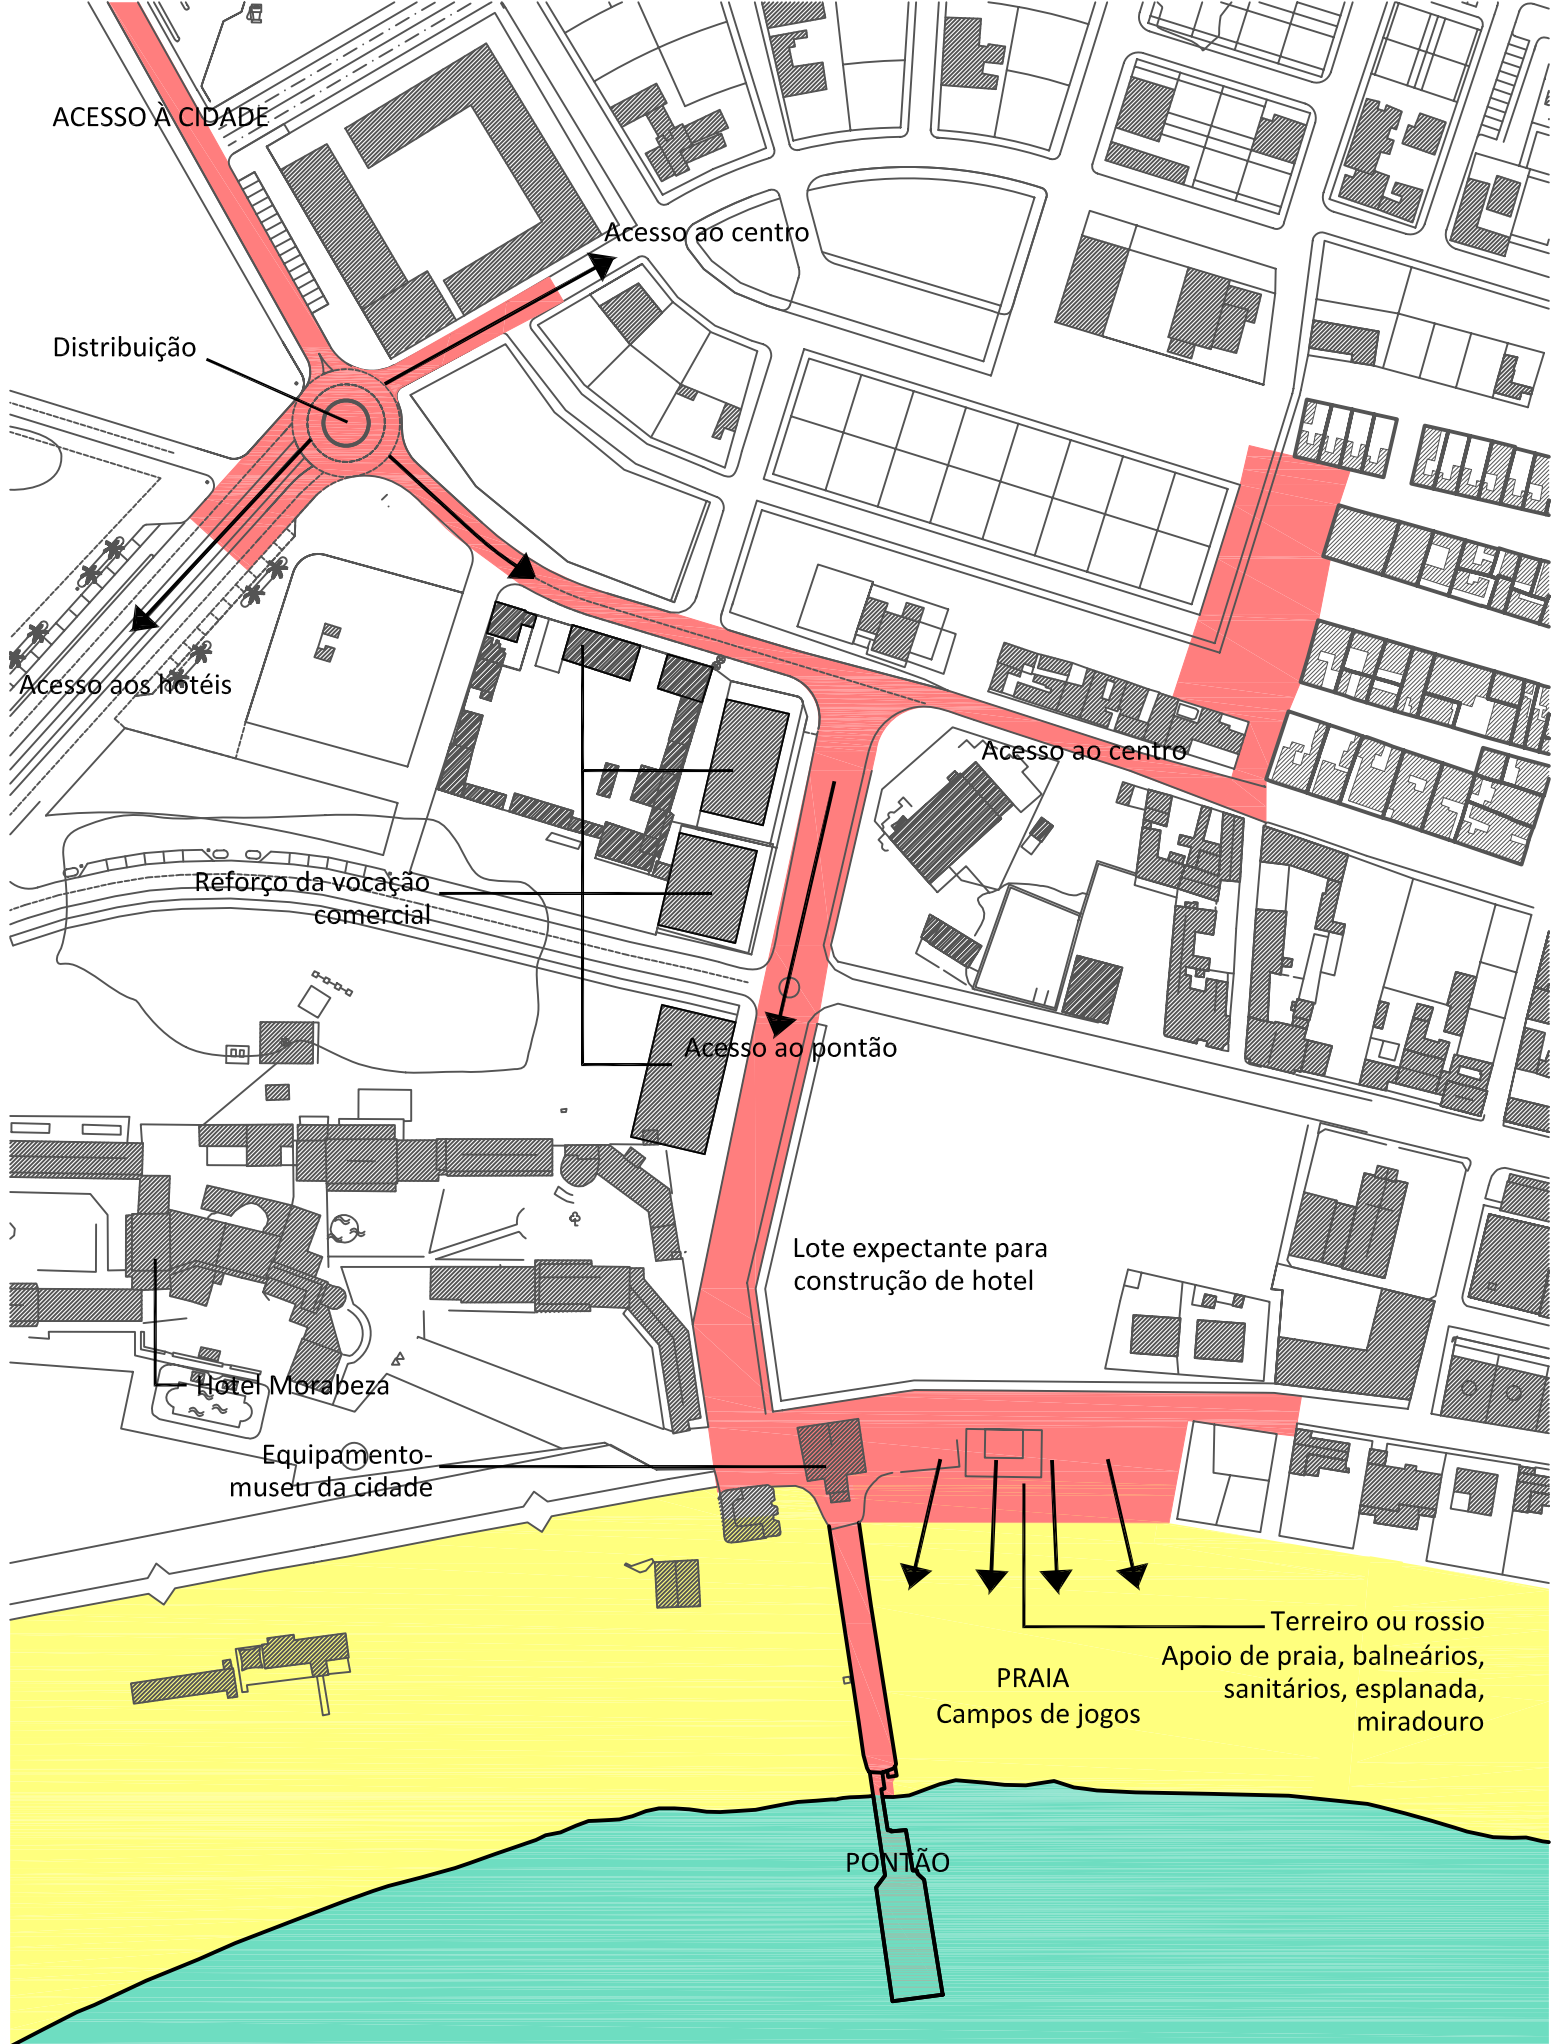 ACESSO À CIDADE
Acesso ao centro
Distribuição
Acesso aos hotéis
Acesso ao centro
Reforço da vocação
comercial
Acesso ao pontão
Lote expectante para
construção de hotel
Hotel Morabeza
Equipamento-
museu da cidade
Terreiro ou rossio
Apoio de praia, balneários,
sanitários, esplanada,
miradouro
PRAIA
Campos de jogos
PONTÃO